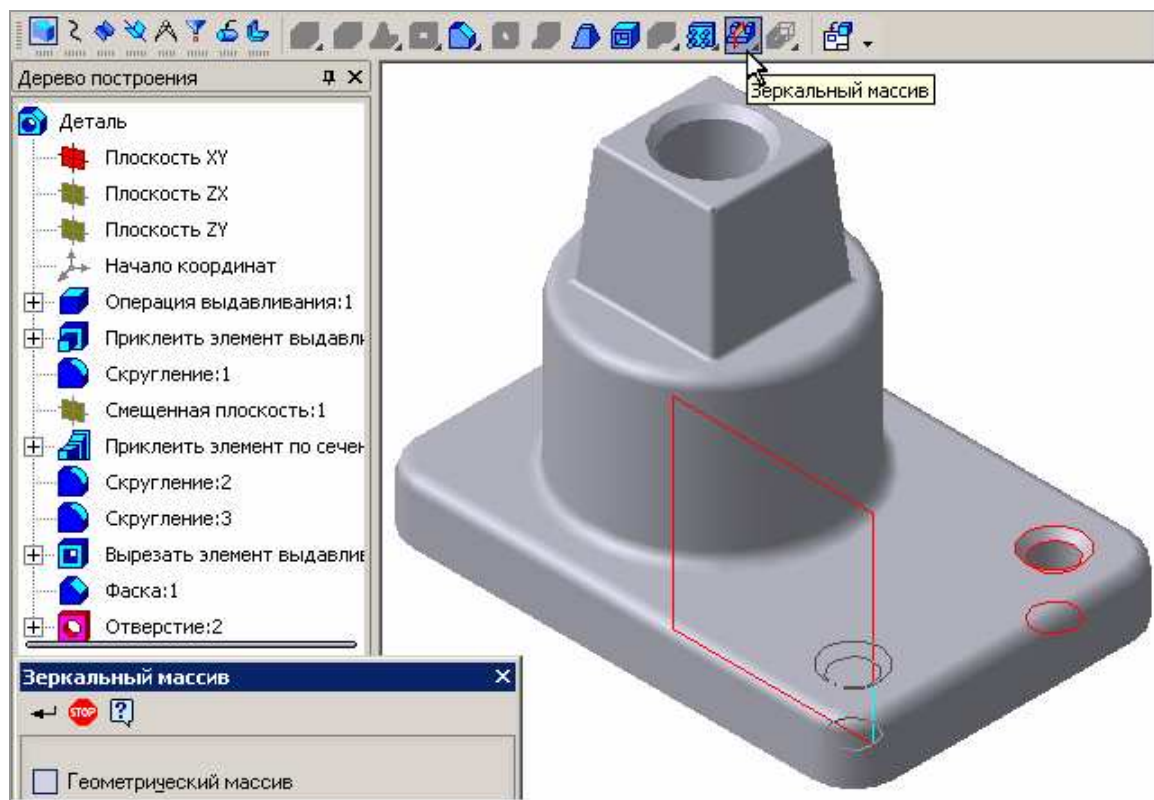 Зеркальный массив
Дерево построения
Деталь
Плоскость XY
Плоскость ZX
Плоскость ZY
Начало координат
Операция выдавливания:1
Приклеить элемент выдавли
Скругление:1
Смещенная плоскость:1
Приклеить элемент по сечен
Скругление:2
Скругление:3
Вырезать элемент выдавлив
Фаска:1
Отверстие:2
Зеркальный массив
STOP
Геометрический массив